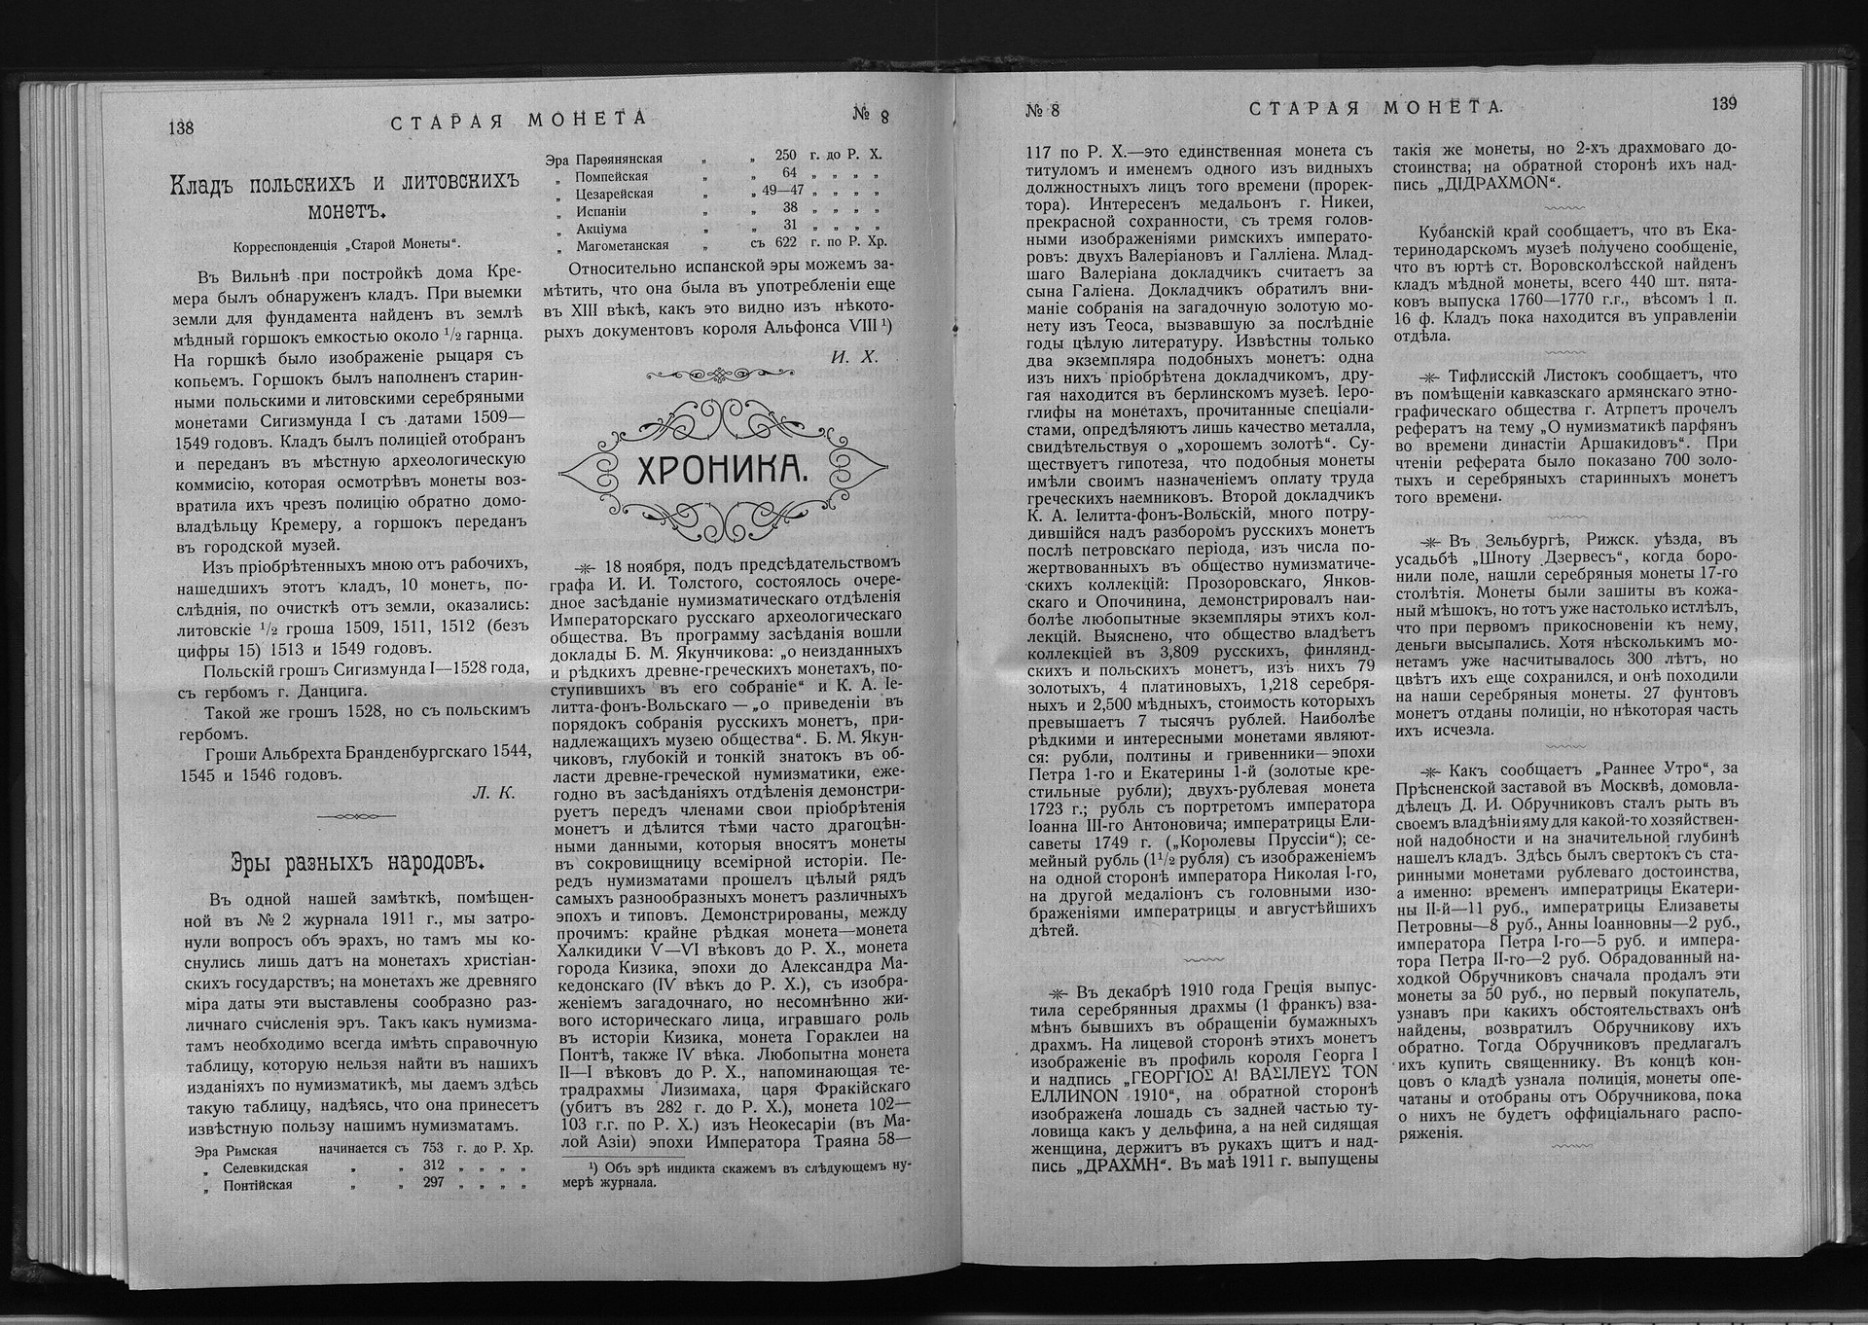 138
СТАРАЯ МОНЕТА
№ 8
Кладъ польскихъ и литовскихъ
монетъ.
Корреспонденція „Старой Монеты“.
Въ Вильнѣ при постройкѣ дома Кре-
мера былъ обнаруженъ кладъ. При выемки
земли для фундамента найденъ въ землѣ
мѣдный горшокъ емкостью около 1/2 гарнца.
На горшкѣ было изображеніе рыцаря съ
копьемъ. Горшокъ былъ наполненъ старин-
ными польскими и литовскими серебряными
монетами Сигизмунда I съ датами 1509—
1549 годовъ. Кладъ былъ полиціей отобранъ
и переданъ въ мѣстную археологическую
коммисію, которая осмотрѣвъ монеты воз-
вратила ихъ чрезъ полицію обратно домо-
владѣльцу Кремеру, а горшокъ переданъ
въ городской музей.
Изъ пріобрѣтенныхъ мною отъ рабочихъ,
нашедшихъ этотъ кладъ, 10 монетъ, по-
слѣднія, по очисткѣ отъ земли, оказались:
литовскіе 1/2 гроша 1509, 1511, 1512 (безъ
цифры 15) 1513 и 1549 годовъ.
Польскій грошъ Сигизмунда I—1528 года,
съ гербомъ г. Данцига.
Такой же грошъ 1528, но съ польскимъ
гербомъ.
Гроши Альбрехта Бранденбургскаго 1544,
1545 и 1546 годовъ.
Л. К.
Эры разныхъ народовъ.
Въ одной нашей замѣткѣ, помѣщен-
ной въ № 2 журнала 1911 г., мы затро-
нули вопросъ объ эрахъ, но тамъ мы ко-
снулись лишь датъ на монетахъ христіан-
скихъ государствъ; на монетахъ же древняго
міра даты эти выставлены сообразно раз-
личнаго счисленія эръ. Такъ какъ нумизма-
тамъ необходимо всегда имѣть справочную
таблицу, которую нельзя найти въ нашихъ
изданіяхъ по нумизматикѣ, мы даемъ здѣсь
такую таблицу, надѣясь, что она принесетъ
извѣстную пользу нашимъ нумизматамъ.
Эра Римская начинается съ 753 г. до Р. Хр.
„ Селевкидская „ „ 312 „ „ „ „
„ Понтійская „ „ 297 „ „ „ „
Эра Парѳянянская „ „ 250 г. до Р. Х.
„ Помпейская „ „ 64 „ „ „ „
„ Цезарейская „ „ 49—47 „ „ „ „
„ Испаніи „ „ 38 „ „ „ „
„ Акціума „ „ 31 „ „ „ „
„ Магометанская „ съ 622 г. по Р. Хр.
Относительно испанской эры можемъ за-
мѣтить, что она была въ употребленіи еще
въ XIII вѣкѣ, какъ это видно изъ нѣкото-
рыхъ документовъ короля Альфонса VIII ¹)
И. Х.
ХРОНИКА.
18 ноября, подъ предсѣдательствомъ
графа И. И. Толстого, состоялось очере-
дное засѣданіе нумизматическаго отдѣленія
Императорскаго русскаго археологическаго
общества. Въ программу засѣданія вошли
доклады Б. М. Якунчикова: „о неизданныхъ
и рѣдкихъ древне-греческихъ монетахъ, по-
ступившихъ въ его собраніе“ и К. А. Іе-
литта-фонъ-Вольскаго — „о приведеніи въ
порядокъ собранія русскихъ монетъ, при-
надлежащихъ музею общества“. Б. М. Якун-
чиковъ, глубокій и тонкій знатокъ въ об-
ласти древне-греческой нумизматики, еже-
годно въ засѣданіяхъ отдѣленія демонстри-
руетъ передъ членами свои пріобрѣтенія
монетъ и дѣлится тѣми часто драгоцѣн-
ными данными, которыя вносятъ монеты
въ сокровищницу всемірной исторіи. Пе-
редъ нумизматами прошелъ цѣлый рядъ
самыхъ разнообразныхъ монетъ различныхъ
эпохъ и типовъ. Демонстрированы, между
прочимъ: крайне рѣдкая монета—монета
Халкидики V—VI вѣковъ до Р. Х., монета
города Кизика, эпохи до Александра Ма-
кедонскаго (IV вѣкъ до Р. Х.), съ изобра-
женіемъ загадочнаго, но несомнѣнно жи-
вого историческаго лица, игравшаго роль
въ исторіи Кизика, монета Гораклеи на
Понтѣ, также IV вѣка. Любопытна монета
II—I вѣковъ до Р. Х., напоминающая те-
традрахмы Лизимаха, царя Фракійскаго
(убитъ въ 282 г. до Р. Х.), монета 102—
103 г.г. по Р. Х.) изъ Неокесаріи (въ Ма-
лой Азіи) эпохи Императора Траяна 58—
¹) Объ эрѣ индикта скажемъ въ слѣдующемъ ну-
мерѣ журнала.
№ 8
СТАРАЯ МОНЕТА.
139
117 по Р. Х.—это единственная монета съ
титуломъ и именемъ одного изъ видныхъ
должностныхъ лицъ того времени (прорек-
тора). Интересенъ медальонъ г. Никеи,
прекрасной сохранности, съ тремя голов-
ными изображеніями римскихъ императо-
ровъ: двухъ Валеріановъ и Галліена. Млад-
шаго Валеріана докладчикъ считаетъ за
сына Галіена. Докладчикъ обратилъ вни-
маніе собранія на загадочную золотую мо-
нету изъ Теоса, вызвавшую за послѣдніе
годы цѣлую литературу. Извѣстны только
два экземпляра подобныхъ монетъ: одна
изъ нихъ пріобрѣтена докладчикомъ, дру-
гая находится въ берлинскомъ музеѣ. Іеро-
глифы на монетахъ, прочитанные спеціали-
стами, опредѣляютъ лишь качество металла,
свидѣтельствуя о „хорошемъ золотѣ“. Су-
ществуетъ гипотеза, что подобныя монеты
имѣли своимъ назначеніемъ оплату труда
греческихъ наемниковъ. Второй докладчикъ
К. А. Іелитта-фонъ-Вольскій, много потру-
дившійся надъ разборомъ русскихъ монетъ
послѣ петровскаго періода, изъ числа по-
жертвованныхъ въ общество нумизматиче-
скихъ коллекцій: Прозоровскаго, Янков-
скаго и Опочинина, демонстрировалъ наи-
болѣе любопытные экземпляры этихъ кол-
лекцій. Выяснено, что общество владѣетъ
коллекціей въ 3,809 русскихъ, финлянд-
скихъ и польскихъ монетъ, изъ нихъ 79
золотыхъ, 4 платиновыхъ, 1,218 серебря-
ныхъ и 2,500 мѣдныхъ, стоимость которыхъ
превышаетъ 7 тысячъ рублей. Наиболѣе
рѣдкими и интересными монетами являют-
ся: рубли, полтины и гривенники—эпохи
Петра 1-го и Екатерины 1-й (золотые кре-
стильные рубли); двухъ-рублевая монета
1723 г.; рубль съ портретомъ императора
Іоанна III-го Антоновича; императрицы Ели-
саветы 1749 г. („Королевы Пруссіи“); се-
мейный рубль (1 1/2 рубля) съ изображеніемъ
на одной сторонѣ императора Николая I-го,
на другой медаліонъ съ головными изо-
браженіями императрицы и августѣйшихъ
дѣтей.
Въ декабрѣ 1910 года Греція выпус-
тила серебрянныя драхмы (1 франкъ) вза-
мѣнъ бывшихъ въ обращеніи бумажныхъ
драхмъ. На лицевой сторонѣ этихъ монетъ
изображеніе въ профиль короля Георга I
и надпись „ГЕОРГІОΣ А! ВАΣІЛЕΥΣ ΤΟΝ
ЕЛЛИNON 1910“, на обратной сторонѣ
изображена лошадь съ задней частью ту-
ловища какъ у дельфина, а на ней сидящая
женщина, держитъ въ рукахъ щитъ и над-
пись „ДРАХМН“. Въ маѣ 1911 г. выпущены
такія же монеты, но 2-хъ драхмоваго до-
стоинства; на обратной сторонѣ ихъ над-
пись „ДІДРАХМОN“.
Кубанскій край сообщаетъ, что въ Ека-
теринодарскомъ музеѣ получено сообщеніе,
что въ юртѣ ст. Воровсколѣсской найденъ
кладъ мѣдной монеты, всего 440 шт. пята-
ковъ выпуска 1760—1770 г.г., вѣсомъ 1 п.
16 ф. Кладъ пока находится въ управленіи
отдѣла.
Тифлисскій Листокъ сообщаетъ, что
въ помѣщеніи кавказскаго армянскаго этно-
графическаго общества г. Атрпетъ прочелъ
рефератъ на тему „О нумизматикѣ парфянъ
во времени династіи Аршакидовъ“. При
чтеніи реферата было показано 700 золо-
тыхъ и серебряныхъ старинныхъ монетъ
того времени.
Въ Зельбургѣ, Рижск. уѣзда, въ
усадьбѣ „Шноту Дзервесъ“, когда боро-
нили поле, нашли серебряныя монеты 17-го
столѣтія. Монеты были зашиты въ кожа-
ный мѣшокъ, но тотъ уже настолько истлѣлъ,
что при первомъ прикосновеніи къ нему,
деньги высыпались. Хотя нѣсколькимъ мо-
нетамъ уже насчитывалось 300 лѣтъ, но
цвѣтъ ихъ еще сохранился, и онѣ походили
на наши серебряныя монеты. 27 фунтовъ
монетъ отданы полиціи, но нѣкоторая часть
ихъ исчезла.
Какъ сообщаетъ „Раннее Утро“, за
Прѣсненской заставой въ Москвѣ, домовла-
дѣлецъ Д. И. Обручниковъ сталъ рыть въ
своемъ владѣніи яму для какой-то хозяйствен-
ной надобности и на значительной глубинѣ
нашелъ кладъ. Здѣсь былъ свертокъ съ ста-
ринными монетами рублеваго достоинства,
а именно: временъ императрицы Екатери-
ны II-й—11 руб., императрицы Елизаветы
Петровны—8 руб., Анны Іоанновны—2 руб.,
императора Петра I-го—5 руб. и импера-
тора Петра II-го—2 руб. Обрадованный на-
ходкой Обручниковъ сначала продалъ эти
монеты за 50 руб., но первый покупатель,
узнавъ при какихъ обстоятельствахъ онѣ
найдены, возвратилъ Обручникову ихъ
обратно. Тогда Обручниковъ предлагалъ
ихъ купить священнику. Въ концѣ кон-
цовъ о кладѣ узнала полиція, монеты опе-
чатаны и отобраны отъ Обручникова, пока
о нихъ не будетъ оффиціальнаго распо-
ряженія.